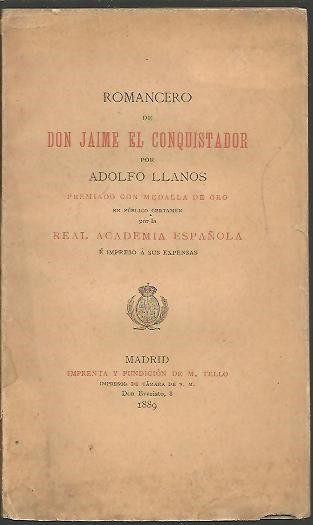 ROMANCERO
DE
DON JAIME EL CONQUISTADOR
POR
ADOLFO LLANOS
PREMIADO CON MEDALLA DE ORO
EN PÚBLICO CERTAMEN
por la
REAL ACADEMIA ESPAÑOLA
É IMPRESO Á SUS EXPENSAS
MADRID
IMPRENTA Y FUNDICIÓN DE M. TELLO
IMPRESOR DE CÁMARA DE S. M.
Don Evaristo, 8
1889